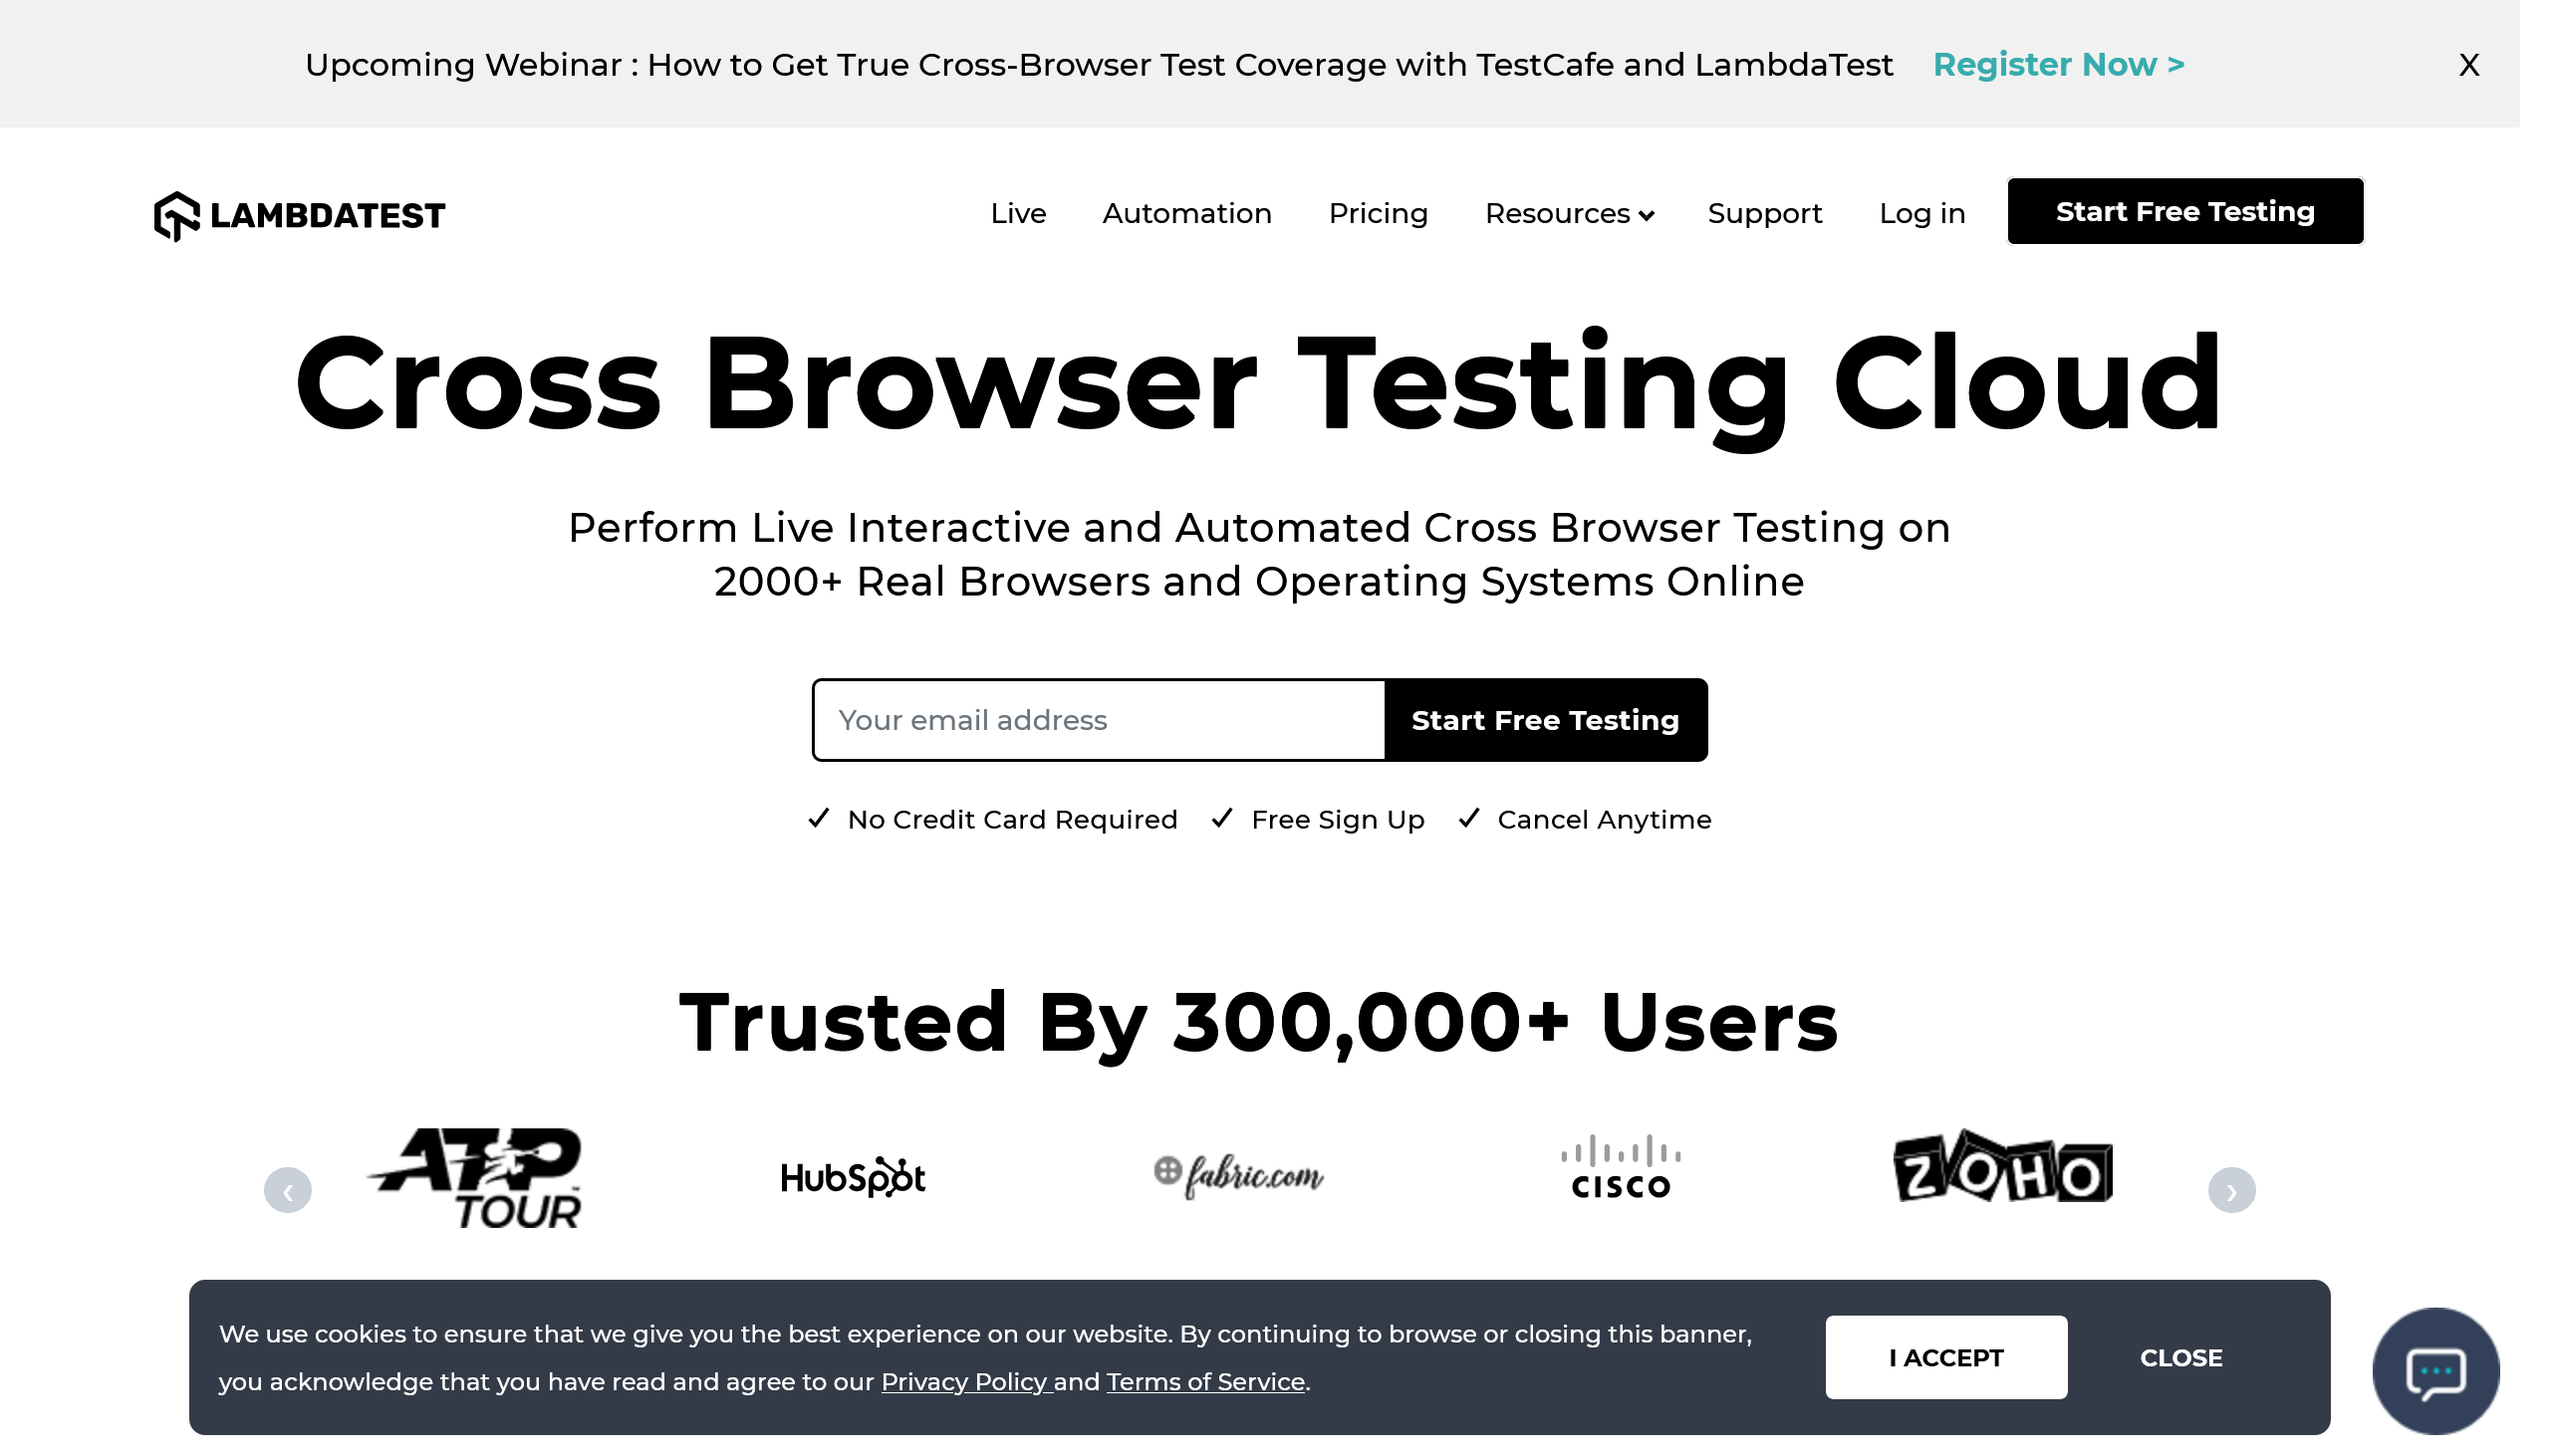 Upcoming Webinar : How to Get True Cross-Browser Test Coverage with TestCafe and LambdaTest Register Now > X
LAMBDATEST Live Automation Pricing Resources Support Log in Start Free Testing
Cross Browser Testing Cloud
Perform Live Interactive and Automated Cross Browser Testing on
2000+ Real Browsers and Operating Systems Online
Your email address Start Free Testing
No Credit Card Required Free Sign Up Cancel Anytime
Trusted By 300,000+ Users
ATP TOUR HubSpot fabric.com CISCO ZOHO
We use cookies to ensure that we give you the best experience on our website. By continuing to browse or closing this banner,
you acknowledge that you have read and agree to our Privacy Policy and Terms of Service.
I ACCEPT CLOSE